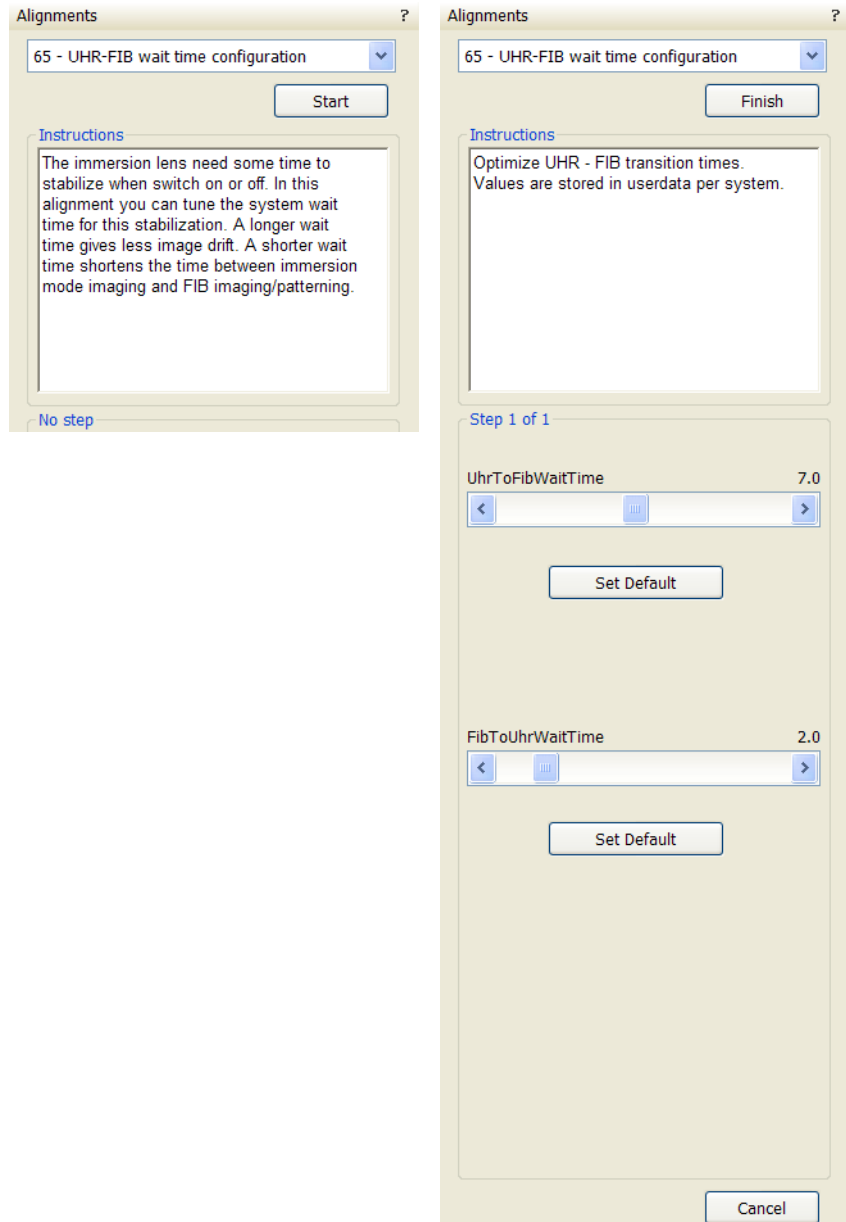 Alignments ?
65 - UHR-FIB wait time configuration
Start
Instructions
The immersion lens need some time to
stabilize when switch on or off. In this
alignment you can tune the system wait
time for this stabilization. A longer wait
time gives less image drift. A shorter wait
time shortens the time between immersion
mode imaging and FIB imaging/patterning.
No step
Alignments ?
65 - UHR-FIB wait time configuration
Finish
Instructions
Optimize UHR - FIB transition times.
Values are stored in userdata per system.
Step 1 of 1
UhrToFibWaitTime 7.0
Set Default
FibToUhrWaitTime 2.0
Set Default
Cancel